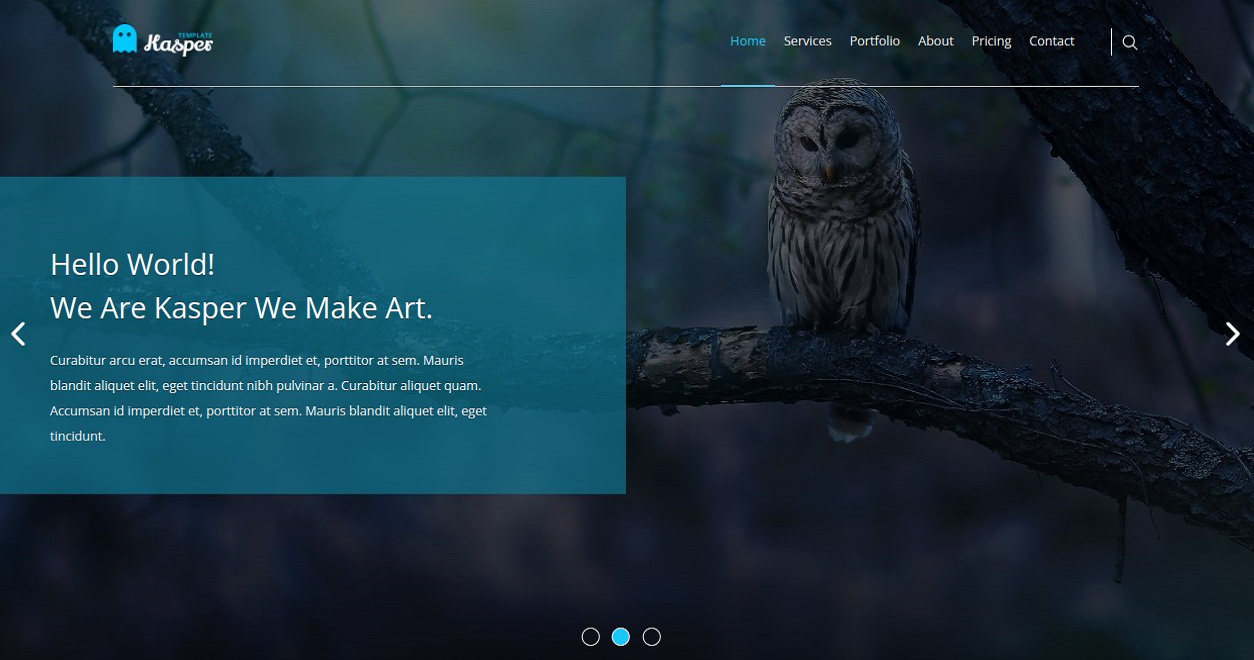 TEMPLATE
Kasper
Home Services Portfolio About Pricing Contact
Hello World!
We Are Kasper We Make Art.
Curabitur arcu erat, accumsan id imperdiet et, porttitor at sem. Mauris
blandit aliquet elit, eget tincidunt nibh pulvinar a. Curabitur aliquet quam.
Accumsan id imperdiet et, porttitor at sem. Mauris blandit aliquet elit, eget
tincidunt.